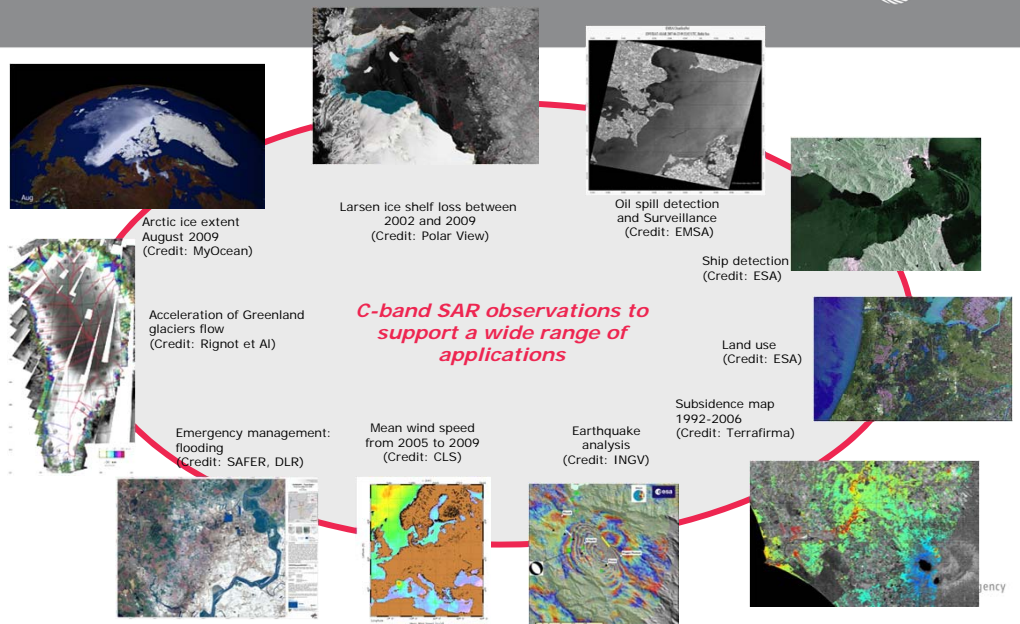 Aug
Larsen ice shelf loss between
2002 and 2009
(Credit: Polar View)
Oil spill detection
and Surveillance
(Credit: EMSA)
Arctic ice extent
August 2009
(Credit: MyOcean)
Ship detection
(Credit: ESA)
Acceleration of Greenland
glaciers flow
(Credit: Rignot et Al)
C-band SAR observations to
support a wide range of
applications
Land use
(Credit: ESA)
Subsidence map
1992-2006
(Credit: Terrafirma)
Emergency management:
flooding
(Credit: SAFER, DLR)
Mean wind speed
from 2005 to 2009
(Credit: CLS)
Earthquake
analysis
(Credit: INGV)
esa
gency